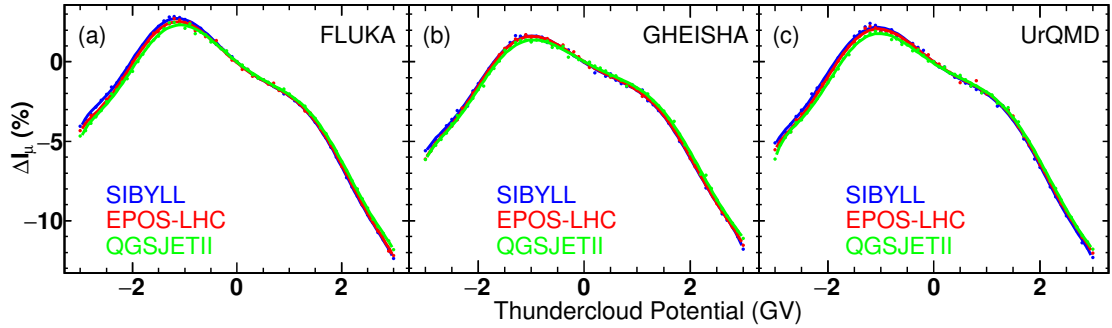 (a) FLUKA (b) GHEISHA (c) UrQMD
0
−5
−10
ΔI_μ (%)
SIBYLL SIBYLL SIBYLL
EPOS-LHC EPOS-LHC EPOS-LHC
QGSJETII QGSJETII QGSJETII
−2 0 2 −2 0 2 −2 0 2
Thundercloud Potential (GV)